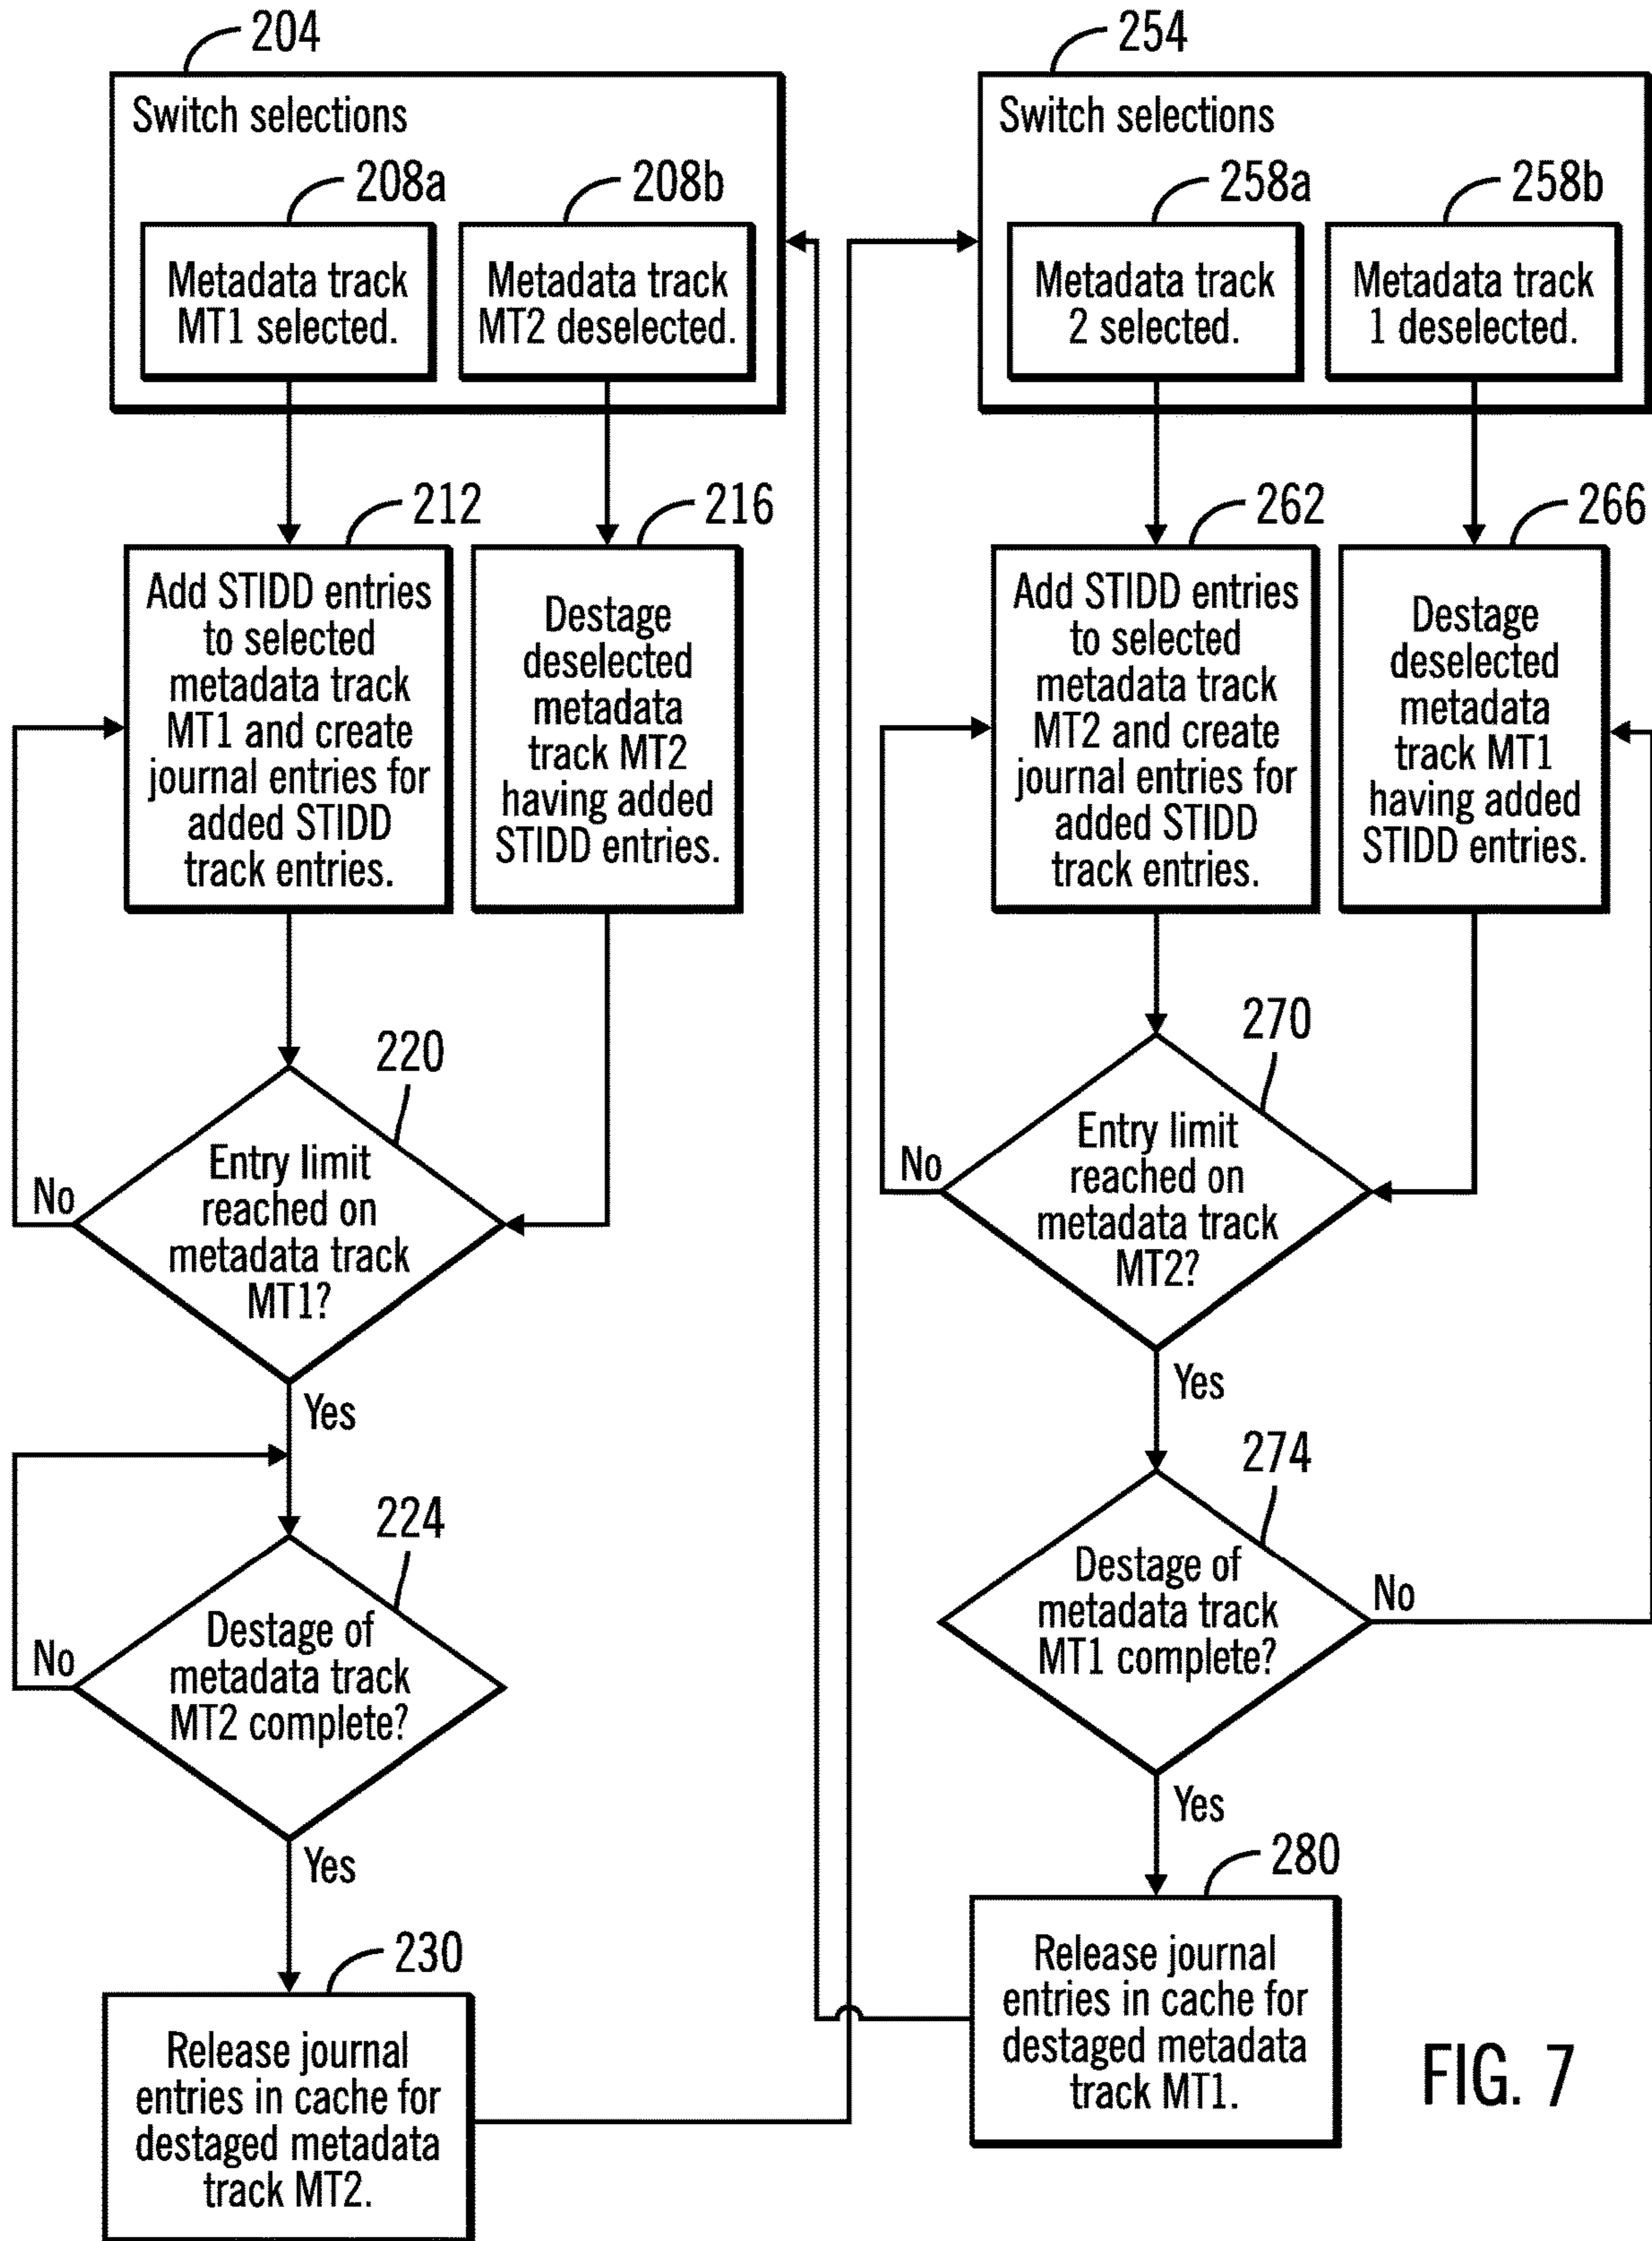 204
Switch selections
208a
208b
Metadata track
MT1 selected.
Metadata track
MT2 deselected.
212
216
Add STIDD entries
to selected
metadata track
MT1 and create
journal entries for
added STIDD
track entries.
Destage
deselected
metadata
track MT2
having added
STIDD entries.
220
Entry limit
reached on
metadata track
MT1?
No
Yes
224
Destage of
metadata track
MT2 complete?
No
Yes
230
Release journal
entries in cache for
destaged metadata
track MT2.
254
Switch selections
258a
258b
Metadata track
2 selected.
Metadata track
1 deselected.
262
266
Add STIDD entries
to selected
metadata track
MT2 and create
journal entries for
added STIDD
track entries.
Destage
deselected
metadata
track MT1
having added
STIDD entries.
270
Entry limit
reached on
metadata track
MT2?
No
Yes
274
Destage of
metadata track
MT1 complete?
No
Yes
280
Release journal
entries in cache for
destaged metadata
track MT1.
FIG. 7